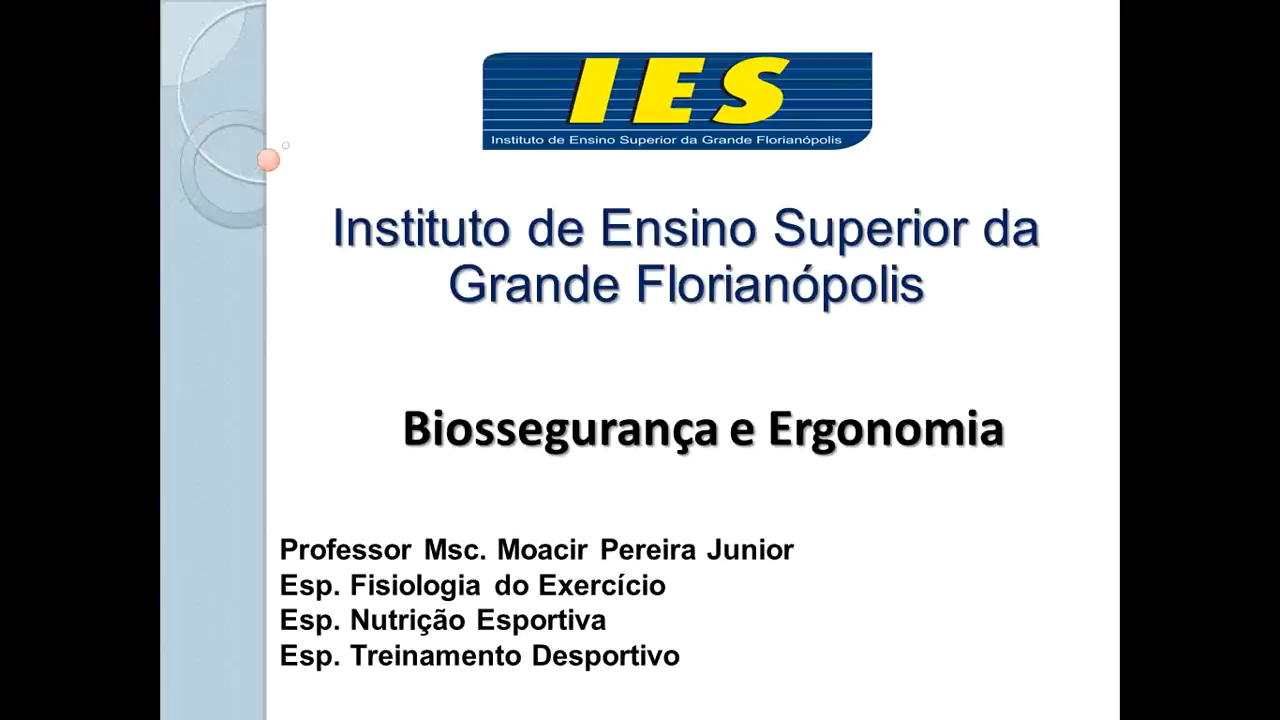 IES
Instituto de Ensino Superior da Grande Florianópolis
Instituto de Ensino Superior da
Grande Florianópolis
Biossegurança e Ergonomia
Professor Msc. Moacir Pereira Junior
Esp. Fisiologia do Exercício
Esp. Nutrição Esportiva
Esp. Treinamento Desportivo